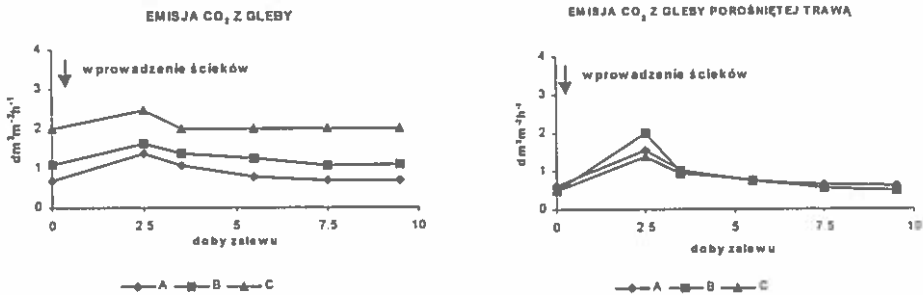 EMISJA CO₂ Z GLEBY
4
3
2
1
0
dm³m⁻²h⁻¹
wprowadzenie ścieków
0
2.5
5
7.5
10
doby zalewu
A B C
EMISJA CO₂ Z GLEBY POROŚNIĘTEJ TRAWĄ
4
3
2
1
0
dm³m⁻²h⁻¹
wprowadzenie ścieków
0
2.5
5
7.5
10
doby zalewu
A B C